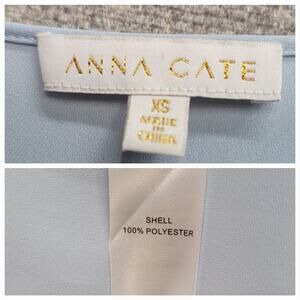 ANNA CATE
XS
MADE
IN
CHINA
SHELL
100% POLYESTER